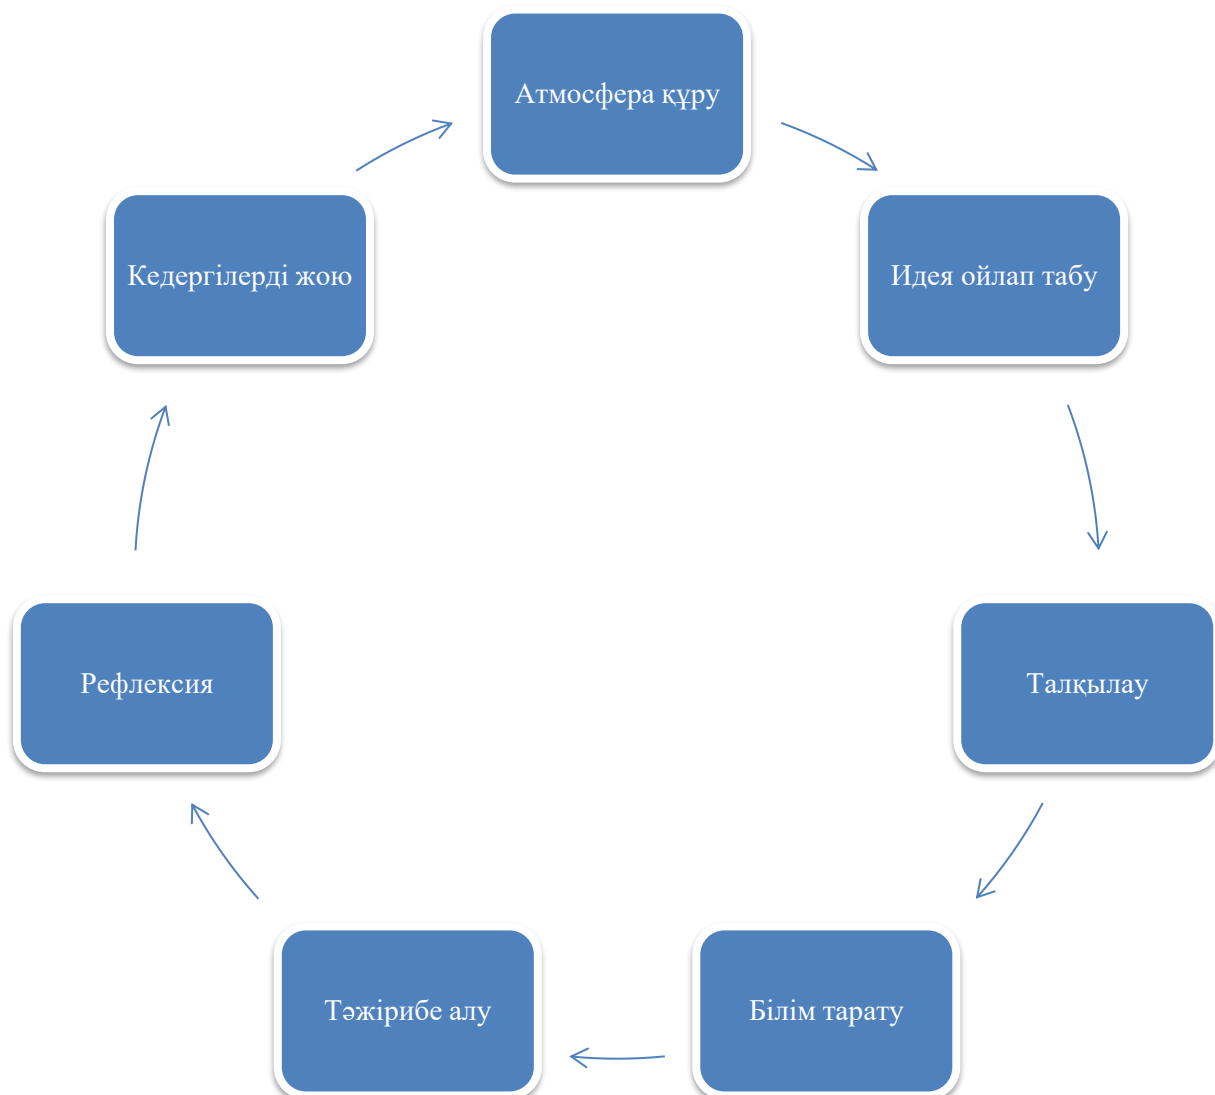 Атмосфера құру
Идея ойлап табу
Талқылау
Білім тарату
Тәжірибе алу
Рефлексия
Кедергілерді жою